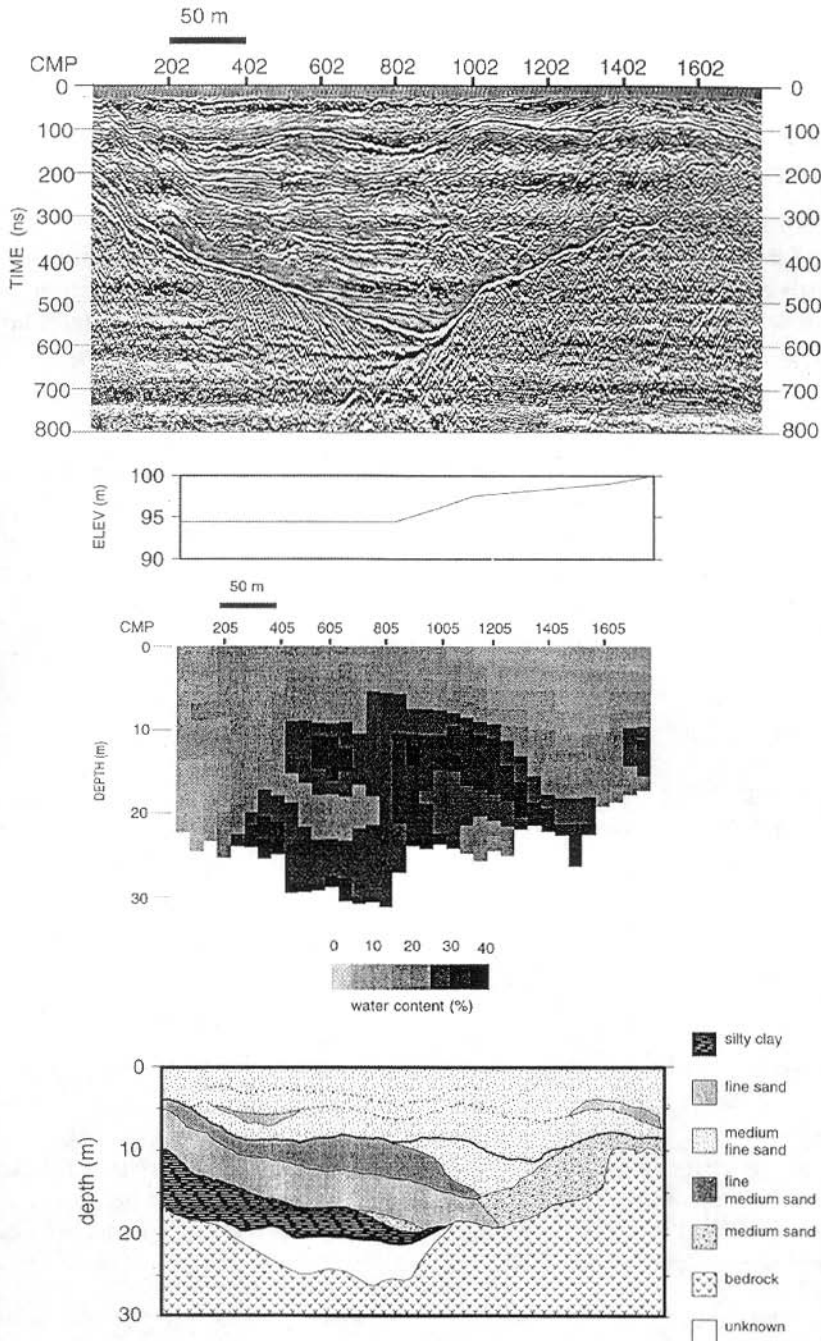 50 m
CMP 202 402 602 802 1002 1202 1402 1602
0 0
100 100
200 200
300 300
400 400
500 500
600 600
700 700
800 800
TIME (ns)
100
95
90
ELEV (m)
50 m
CMP 205 405 605 805 1005 1205 1405 1605
0
10
20
30
DEPTH (m)
0 10 20 30 40
water content (%)
0
10
20
30
depth (m)
silty clay
fine sand
medium
fine sand
fine
medium sand
medium sand
bedrock
unknown